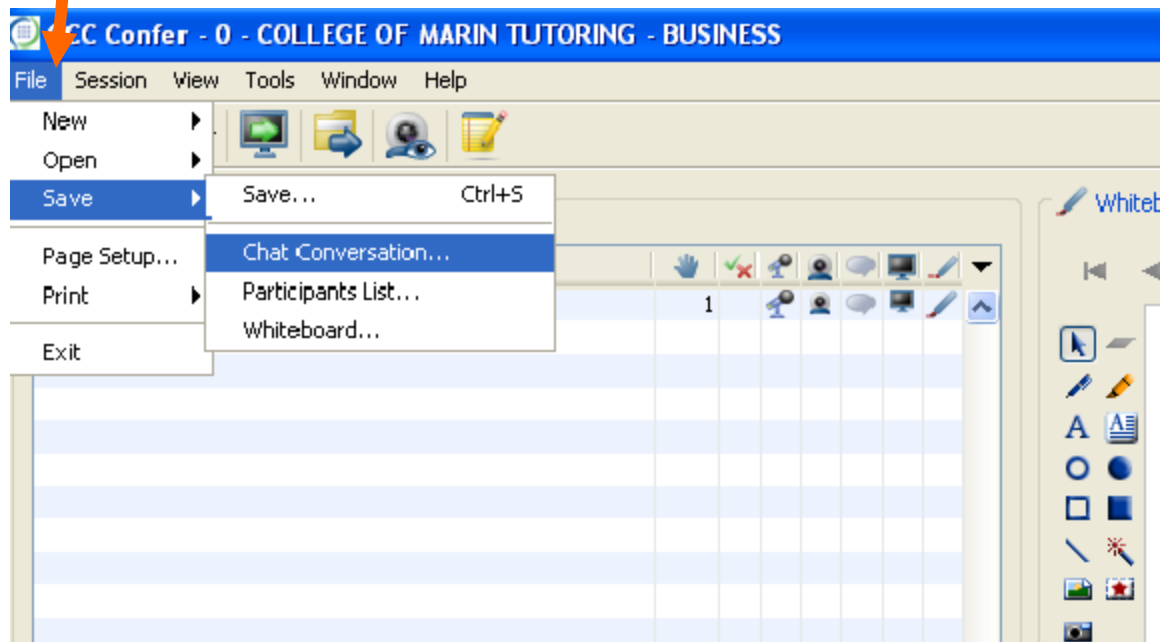 CC Confer - 0 - COLLEGE OF MARIN TUTORING - BUSINESS
File Session View Tools Window Help
New
Open
Save
Save... Ctrl+S
Chat Conversation...
Page Setup...
Participants List...
Print
Whiteboard...
Exit
1
A
A